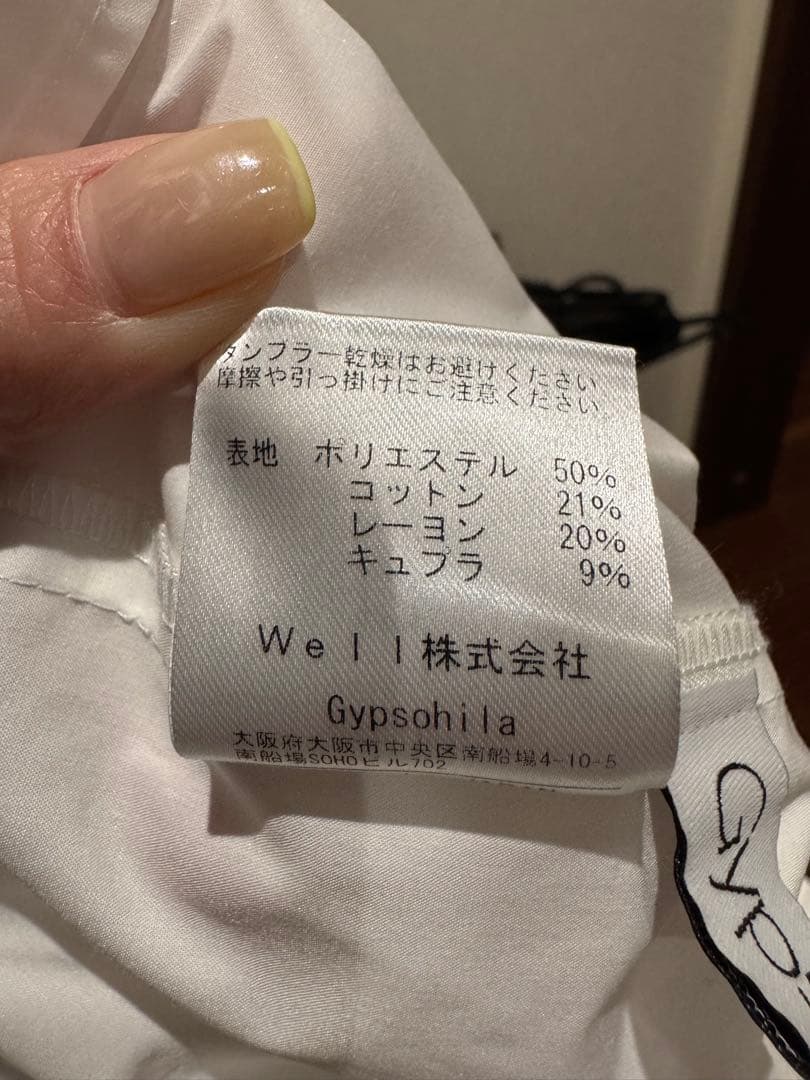 タンブラー乾燥はお避けください
摩擦や引っ掛けにご注意ください。
表地 ポリエステル 50%
コットン 21%
レーヨン 20%
キュプラ 9%
Well株式会社
Gypsohila
大阪府大阪市中央区南船場4-10-5
南船場SOHOビル702
Gyp